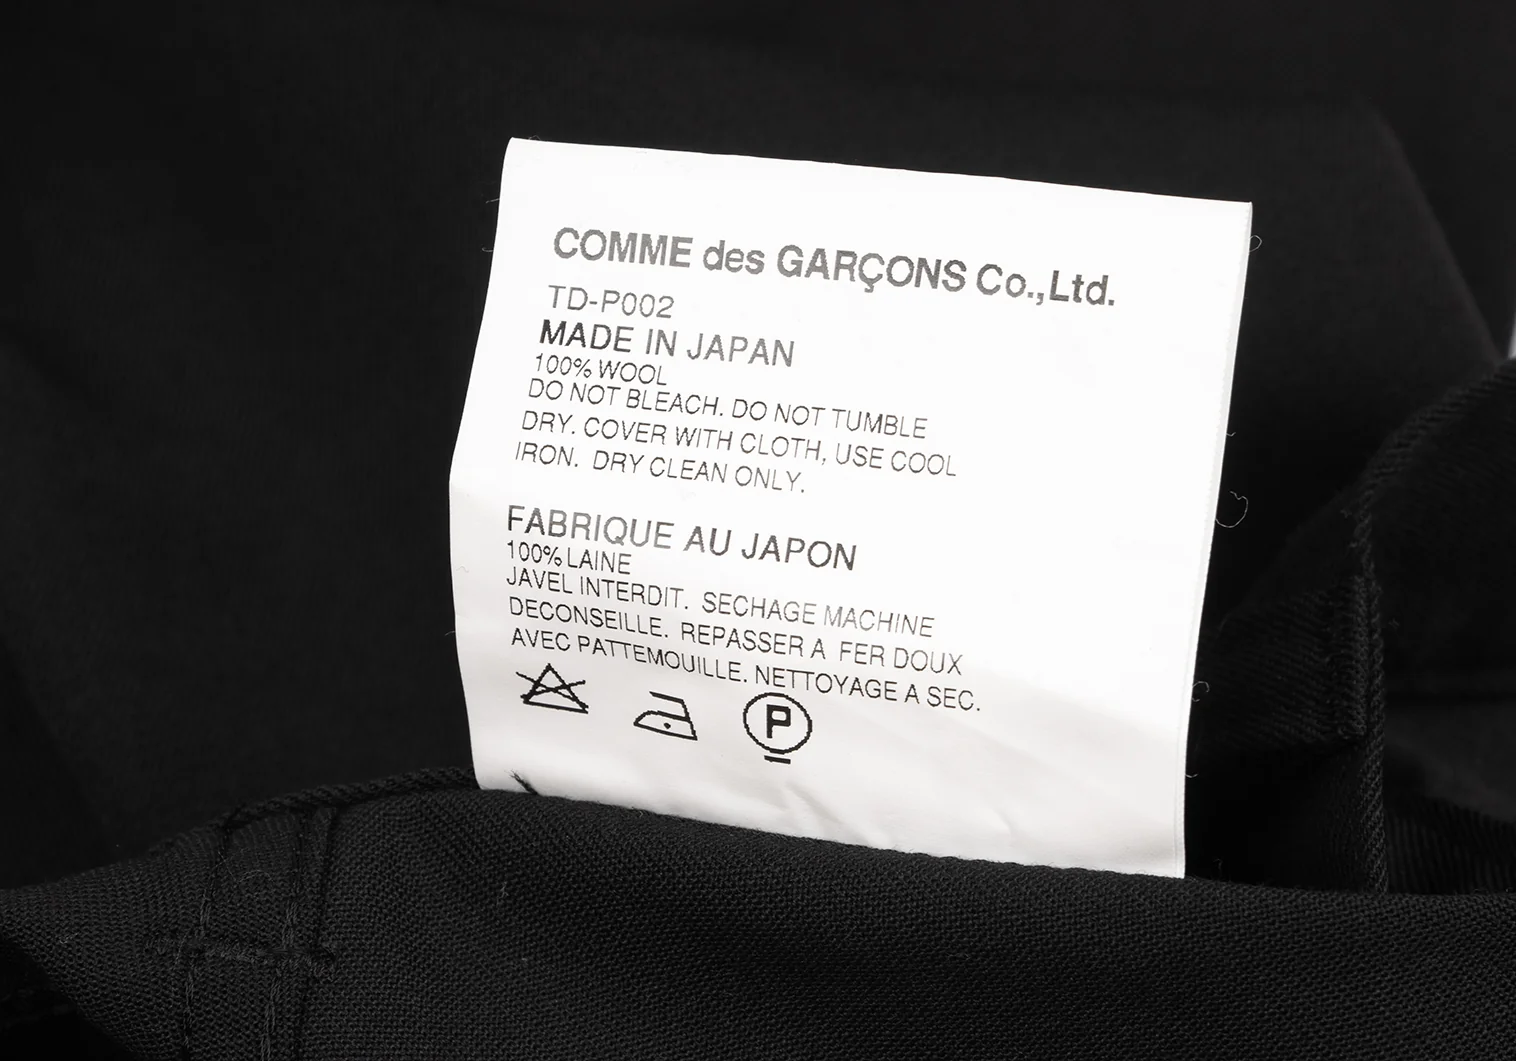 COMME des GARÇONS Co.,Ltd.
TD-P002
MADE IN JAPAN
100% WOOL
DO NOT BLEACH. DO NOT TUMBLE
DRY. COVER WITH CLOTH, USE COOL
IRON. DRY CLEAN ONLY.
FABRIQUE AU JAPON
100% LAINE
JAVEL INTERDIT. SECHAGE MACHINE
DECONSEILLE. REPASSER A FER DOUX
AVEC PATTEMOUILLE. NETTOYAGE A SEC.
P